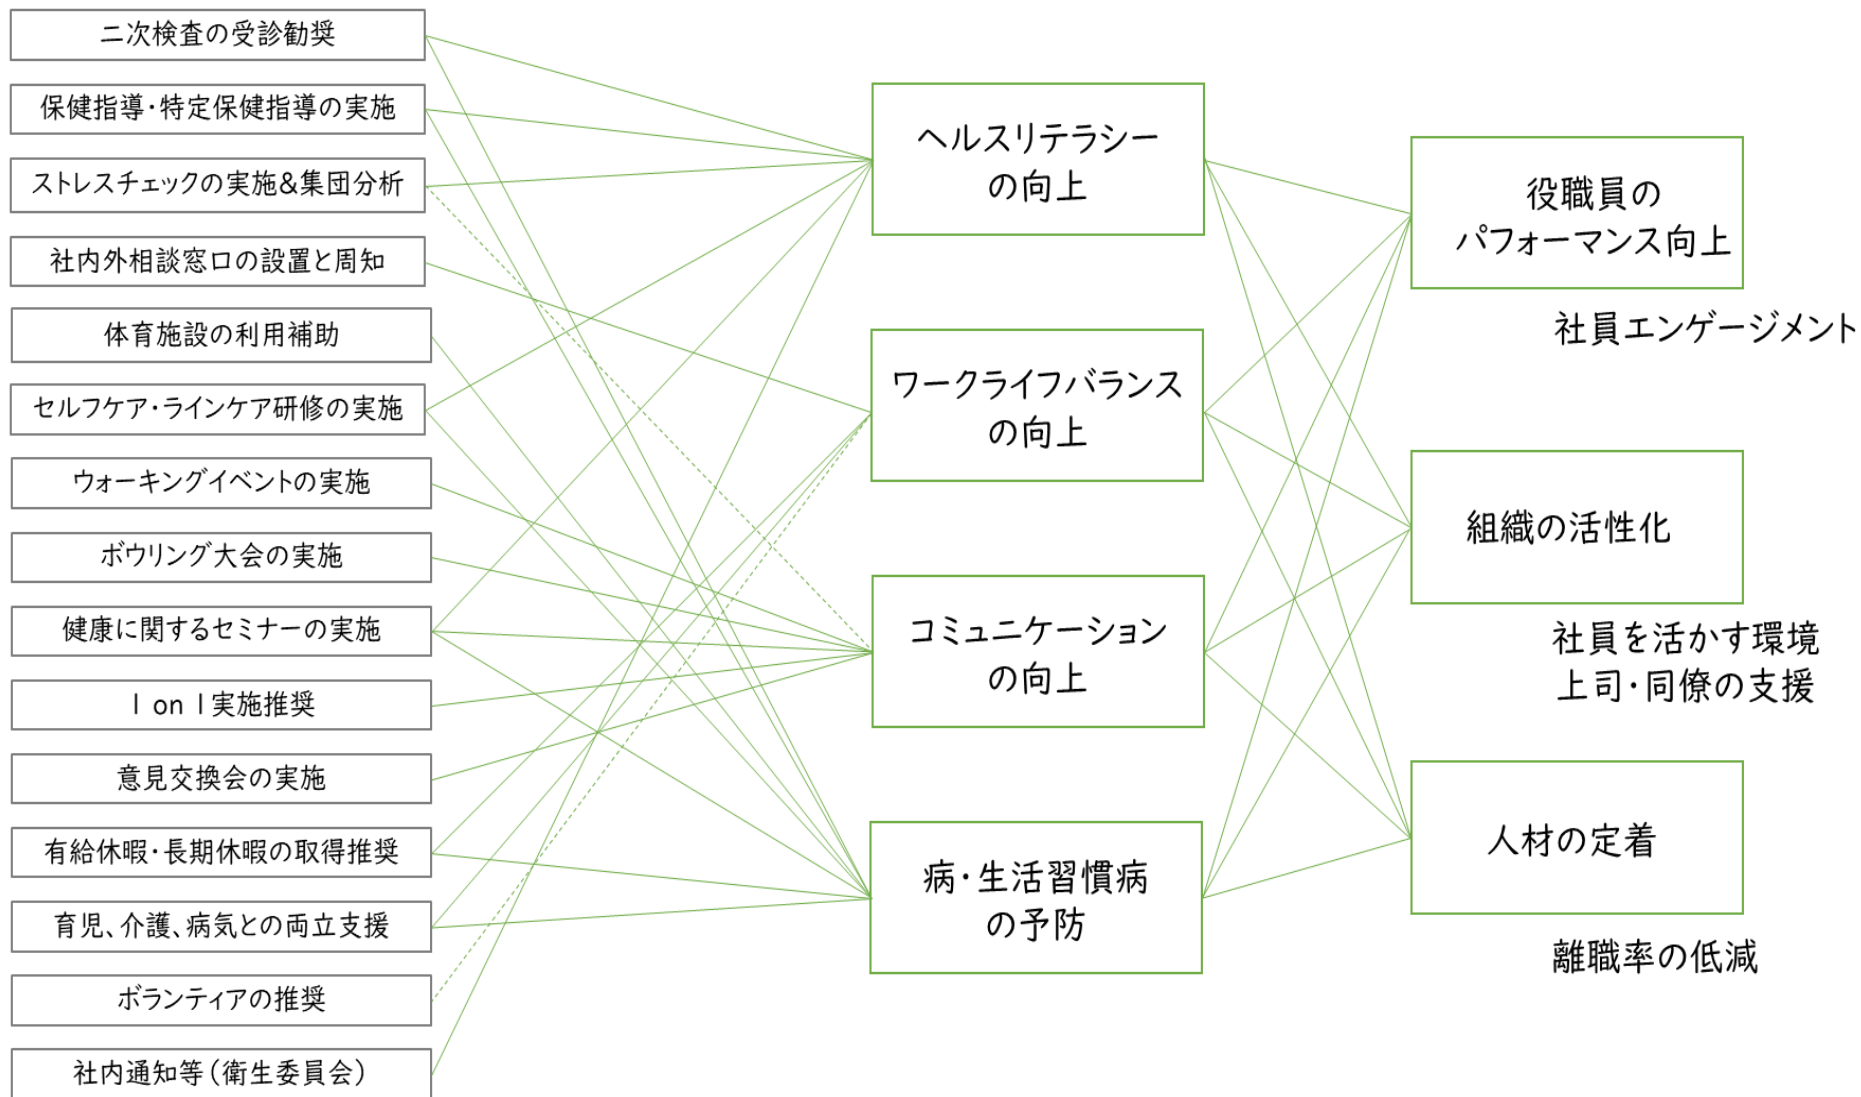 二次検査の受診勧奨
保健指導・特定保健指導の実施
ストレスチェックの実施&集団分析
社内外相談窓口の設置と周知
体育施設の利用補助
セルフケア・ラインケア研修の実施
ウォーキングイベントの実施
ボウリング大会の実施
健康に関するセミナーの実施
1 on 1実施推奨
意見交換会の実施
有給休暇・長期休暇の取得推奨
育児、介護、病気との両立支援
ボランティアの推奨
社内通知等(衛生委員会)
ヘルスリテラシー
の向上
ワークライフバランス
の向上
コミュニケーション
の向上
病・生活習慣病
の予防
役職員の
パフォーマンス向上
社員エンゲージメント
組織の活性化
社員を活かす環境
上司・同僚の支援
人材の定着
離職率の低減